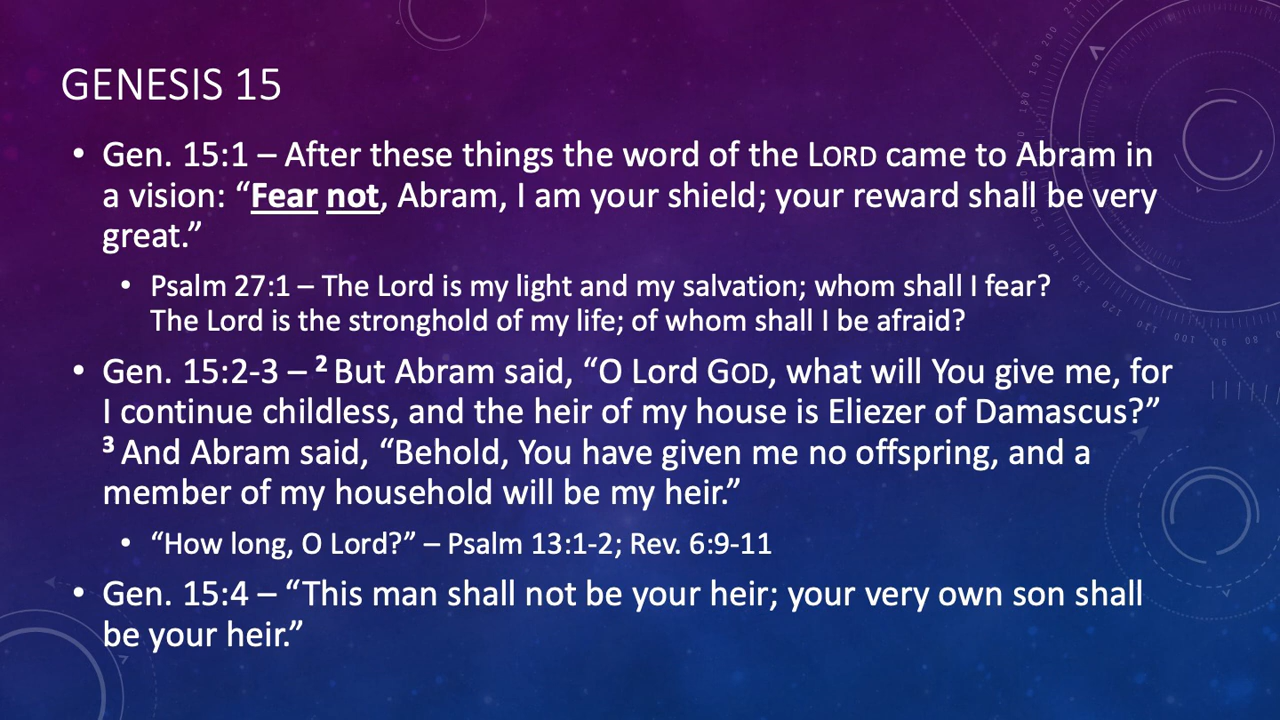 GENESIS 15
• Gen. 15:1 – After these things the word of the LORD came to Abram in
a vision: “Fear not, Abram, I am your shield; your reward shall be very
great.”
• Psalm 27:1 – The Lord is my light and my salvation; whom shall I fear?
The Lord is the stronghold of my life; of whom shall I be afraid?
• Gen. 15:2-3 – 2 But Abram said, “O Lord GOD, what will You give me, for
I continue childless, and the heir of my house is Eliezer of Damascus?”
3 And Abram said, “Behold, You have given me no offspring, and a
member of my household will be my heir.”
• “How long, O Lord?” – Psalm 13:1-2; Rev. 6:9-11
• Gen. 15:4 – “This man shall not be your heir; your very own son shall
be your heir.”